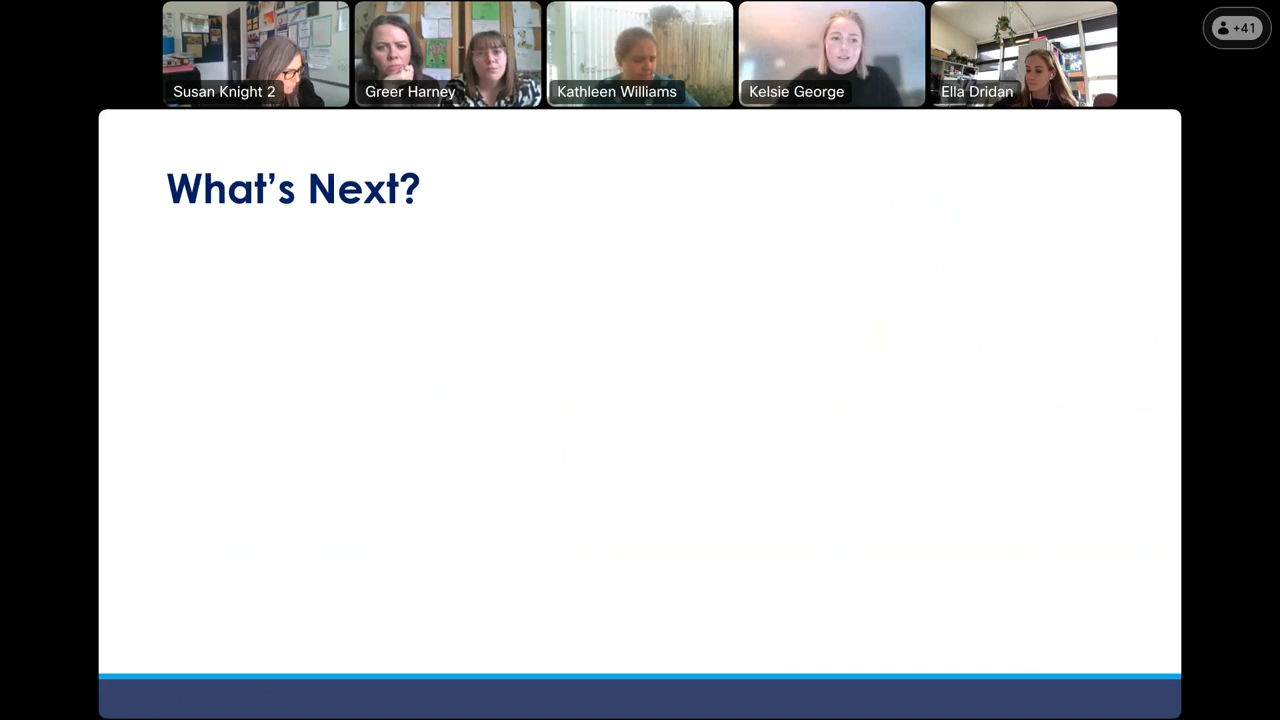 Susan Knight 2
Greer Harney
Kathleen Williams
Kelsie George
Ella Dridan
+41
What's Next?